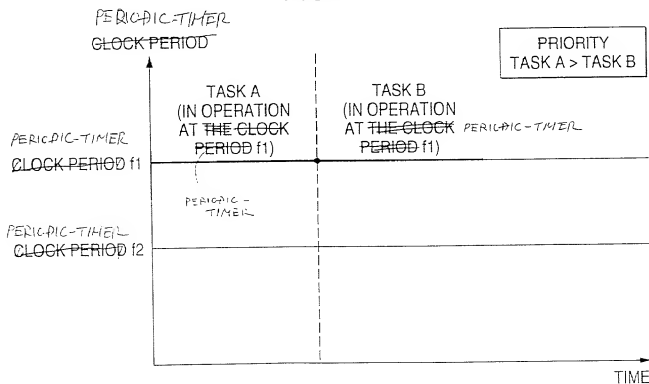 PERIODIC-TIMER
CLOCK PERIOD
PRIORITY
TASK A > TASK B
TASK A
(IN OPERATION
AT THE CLOCK
PERIOD f1)
TASK B
(IN OPERATION
AT THE CLOCK PERIODIC-TIMER
PERIOD f1)
PERIODIC-TIMER
CLOCK PERIOD f1
PERIODIC-
TIMER
PERIODIC-TIMER
CLOCK PERIOD f2
TIME